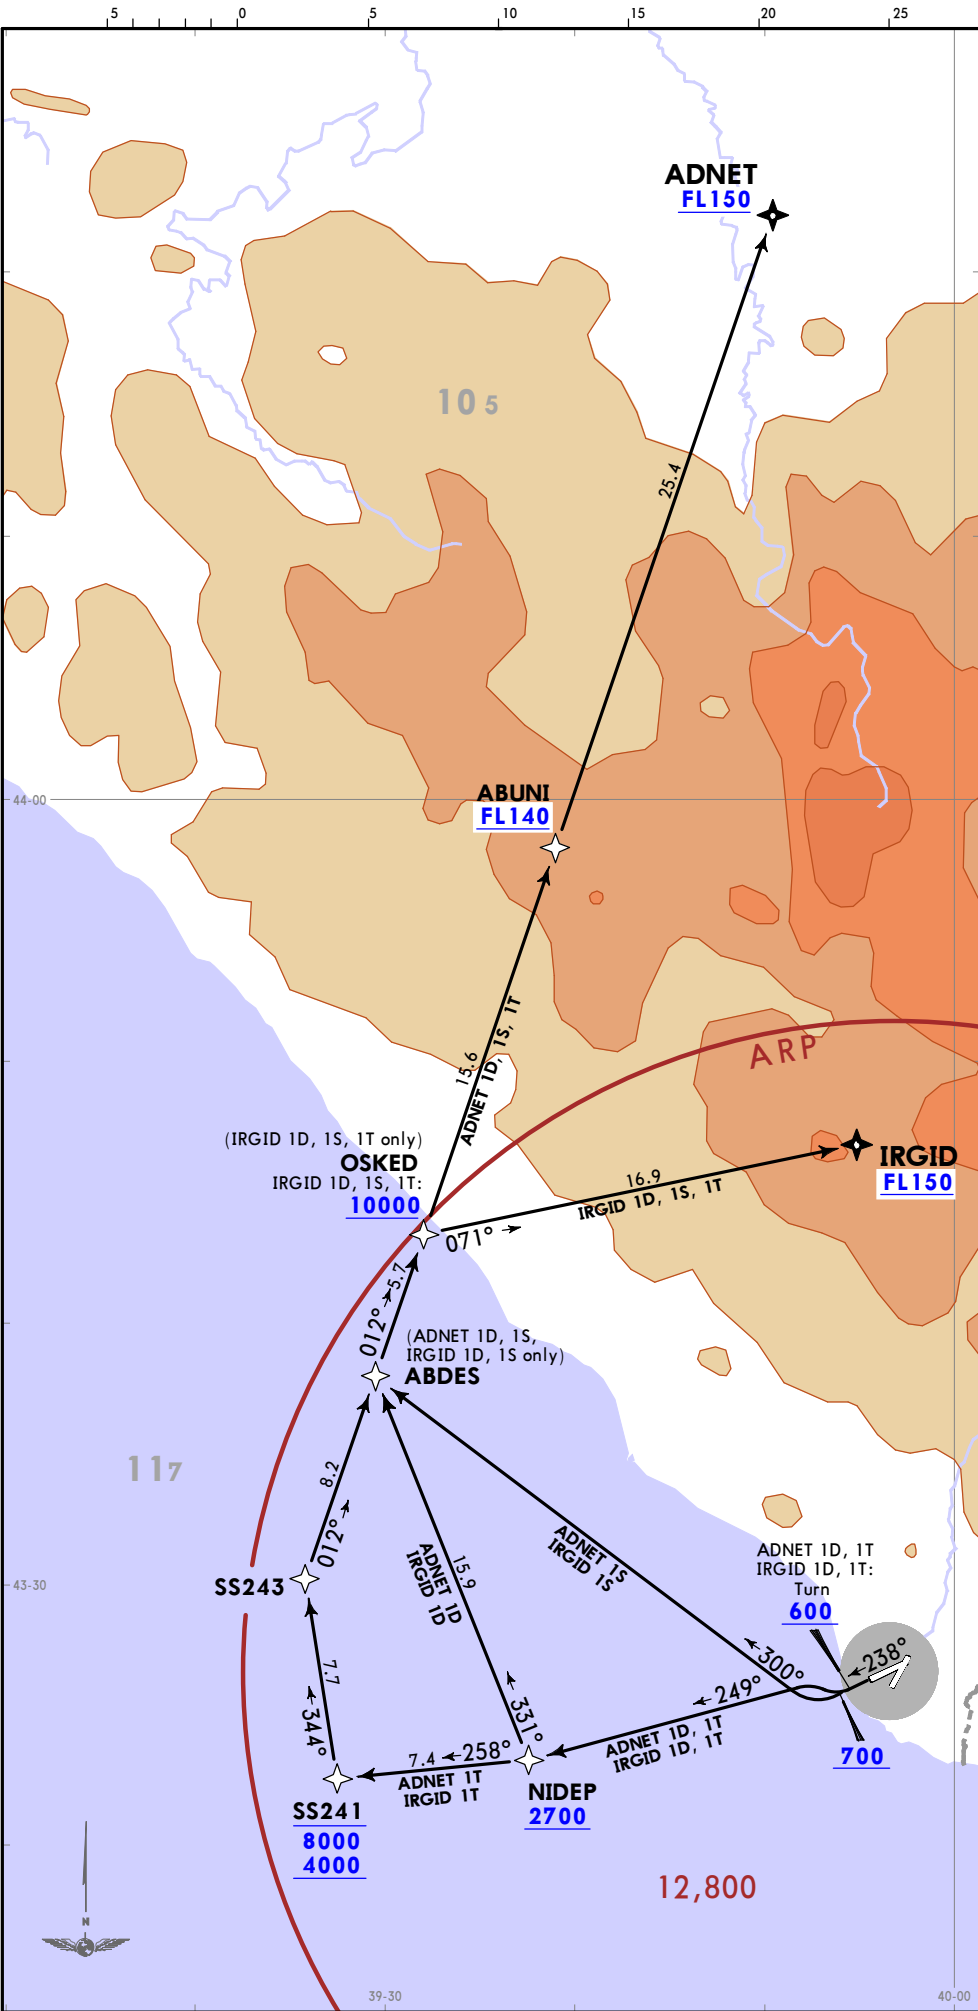 5 0 5 10 15 20 25
ADNET
FL150
10 5
25.4
44-00
ABUNI
FL140
ARP
15.6
ADNET 1D, 1S, 1T
(IRGID 1D, 1S, 1T only)
OSKED
IRGID 1D, 1S, 1T:
10000
16.9
IRGID 1D, 1S, 1T
071°
IRGID
FL150
012°
5.7
(ADNET 1D, 1S,
IRGID 1D, 1S only)
ABDES
11 7
8.2
012°
ADNET 1S
IRGID 1S
15.9
ADNET 1D
IRGID 1D
43-30
SS243
ADNET 1D, 1T
IRGID 1D, 1T:
Turn
600
238°
300°
7.7
344°
331°
249°
ADNET 1D, 1T
IRGID 1D, 1T
700
7.4
258°
ADNET 1T
IRGID 1T
NIDEP
2700
SS241
8000
4000
12,800
N
39-30
40-00